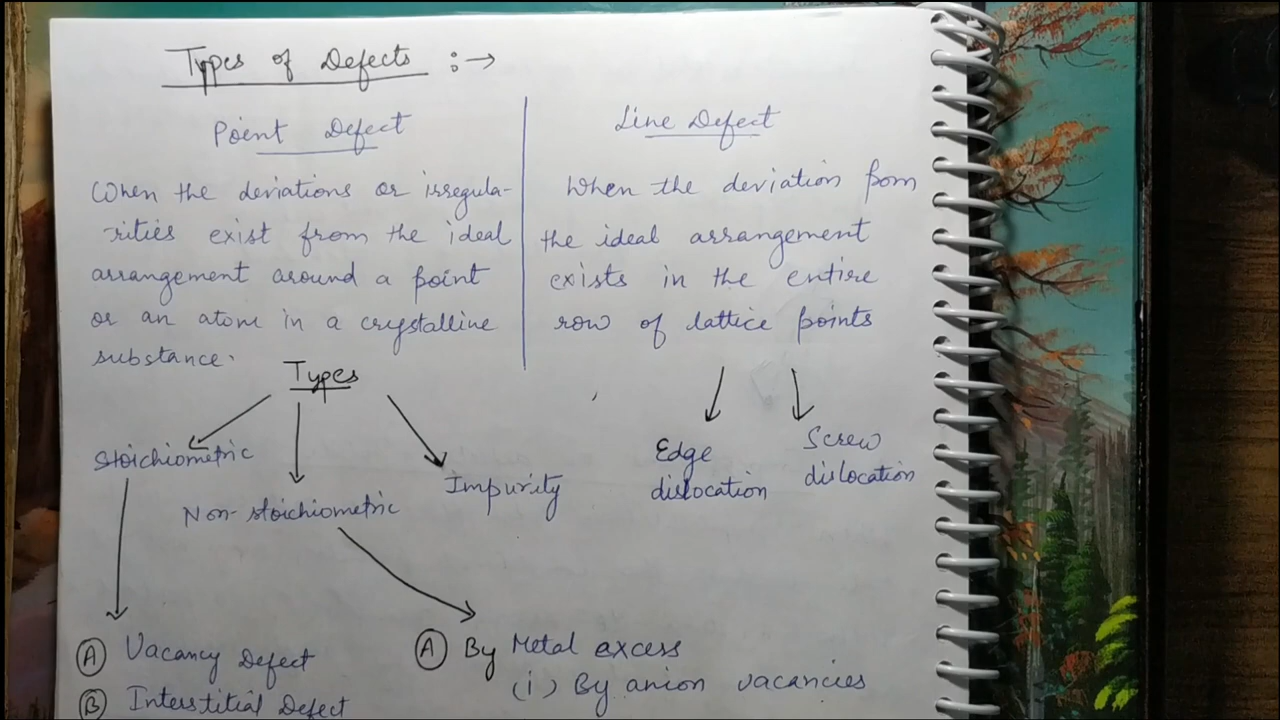 Types of Defects :→
Point Defect
When the deviations or irregula-
rities exist from the ideal
arrangement around a point
or an atom in a crystalline
substance.
Line Defect
When the deviation from
the ideal arrangement
exists in the entire
row of lattice points
Types
Stoichiometric
Non-stoichiometric
Impurity
Edge
dislocation
Screw
dislocation
(A) Vacancy Defect
(B) Interstitial Defect
(A) By Metal excess
(i) By anion vacancies